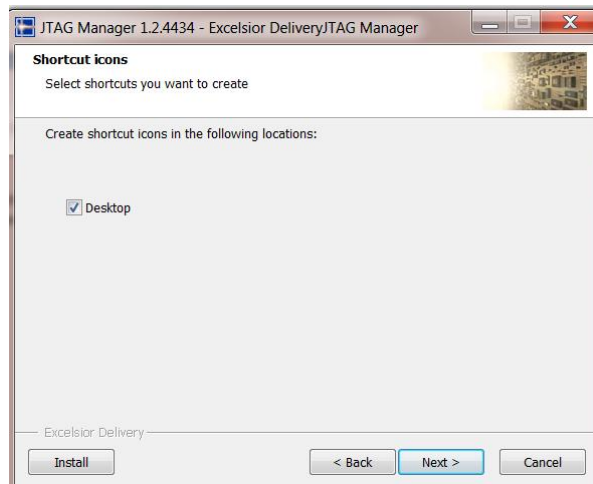 JTAG Manager 1.2.4434 - Excelsior DeliveryJTAG Manager
Shortcut icons
Select shortcuts you want to create
Create shortcut icons in the following locations:
Desktop
Excelsior Delivery
Install < Back Next > Cancel